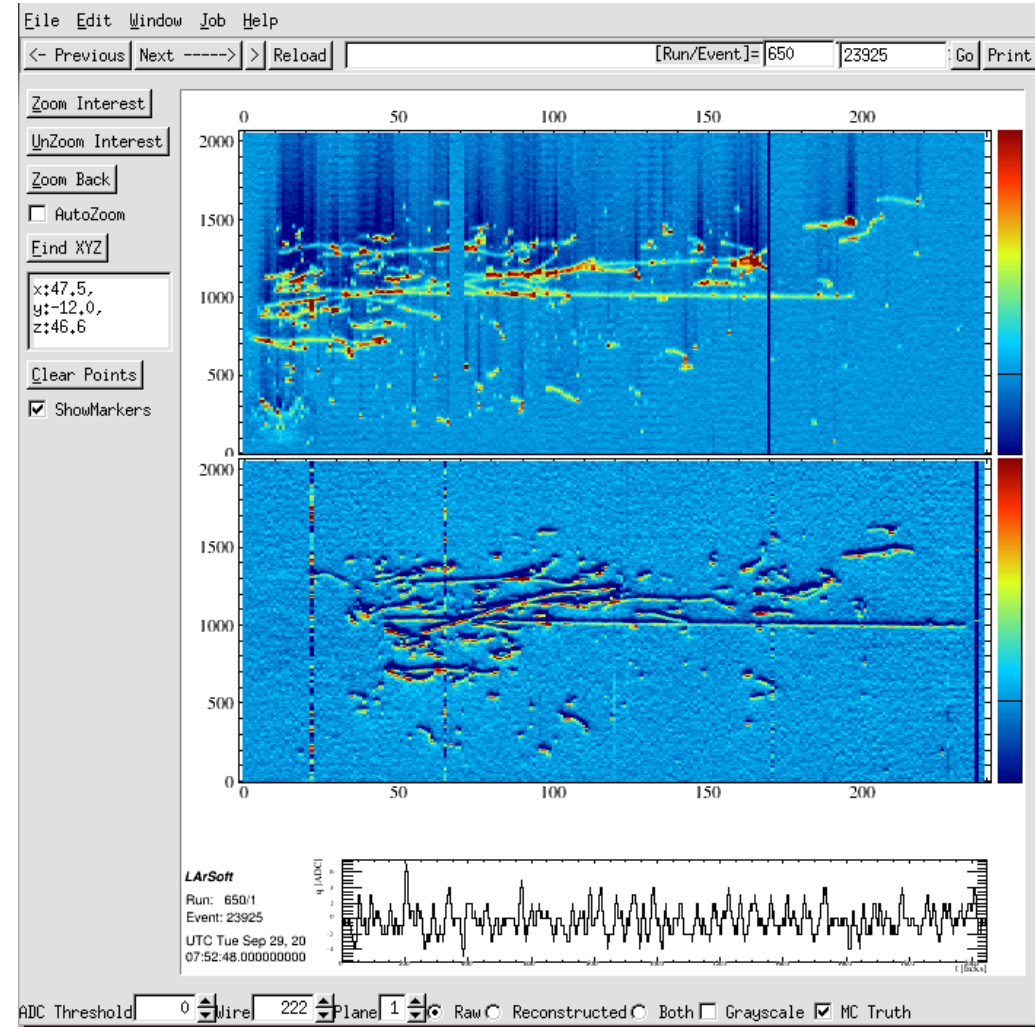 File Edit Window Job Help
<- Previous Next -----> > Reload [Run/Event]= 650 23925 Go Print
Zoom Interest
UnZoom Interest
Zoom Back
AutoZoom
Find XYZ
x:47.5,
y:-12.0,
z:46.6
Clear Points
ShowMarkers
0 50 100 150 200
2000
1500
1000
500
0
2000
1500
1000
500
0
0 50 100 150 200
q [ADC]
LArSoft
Run: 650/1
Event: 23925
UTC Tue Sep 29, 20
07:52:48.000000000
t [ticks]
ADC Threshold 0 Wire 222 Plane 1 Raw Reconstructed Both Grayscale MC Truth